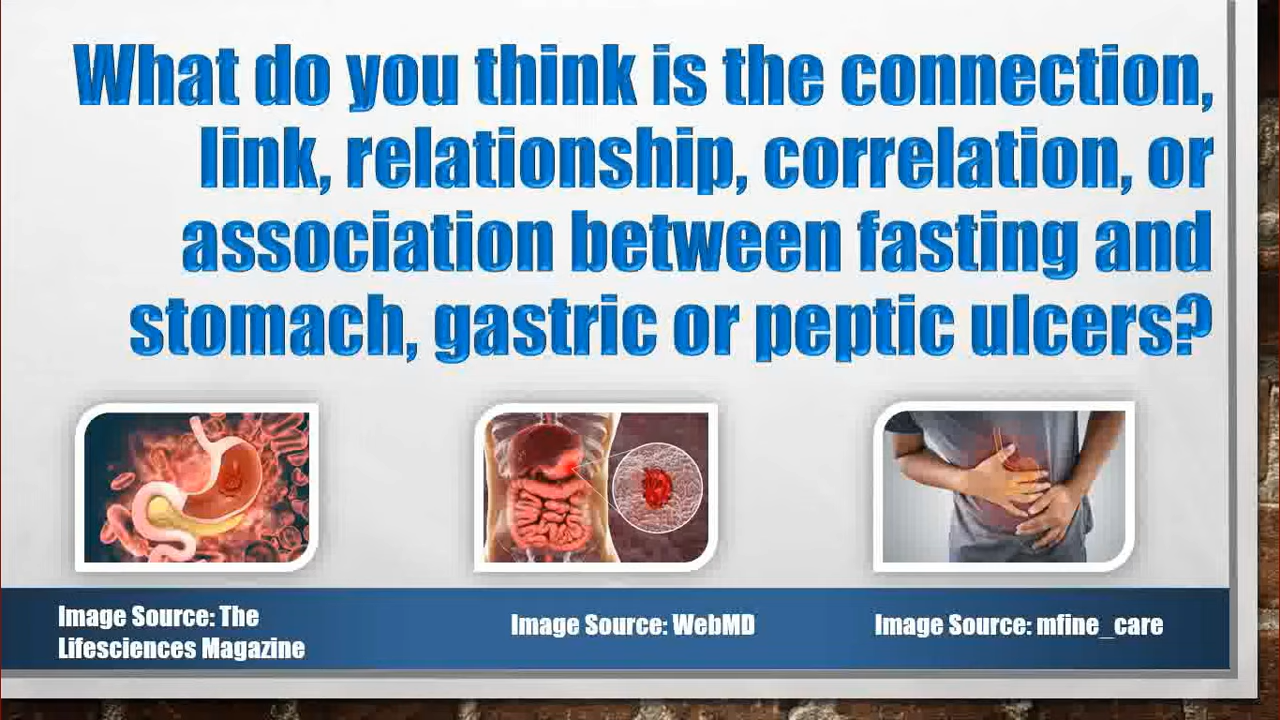 What do you think is the connection,
link, relationship, correlation, or
association between fasting and
stomach, gastric or peptic ulcers?
Image Source: The
Lifesciences Magazine
Image Source: WebMD
Image Source: mfine_care